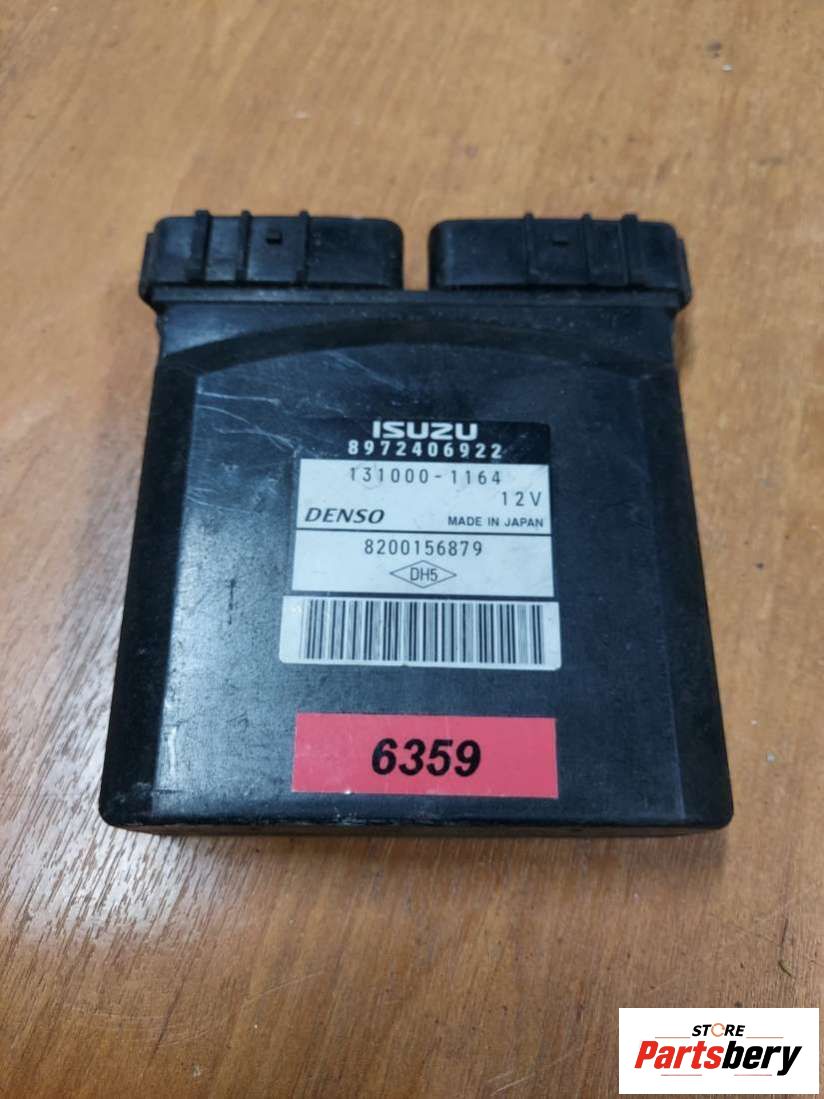 ISUZU
8972406922
131000-1164
12V
DENSO MADE IN JAPAN
8200156879
DH5
6359
STORE
Partsbery